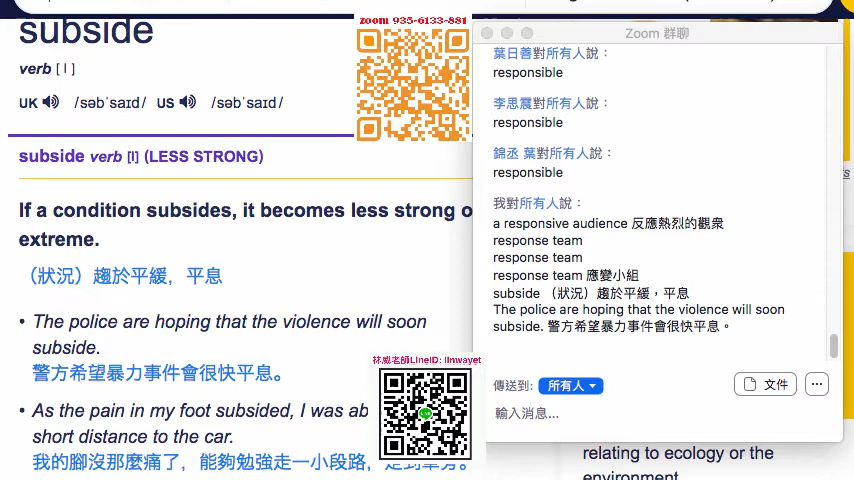 subside
verb [ I ]
UK /səbˈsaɪd/ US /səbˈsaɪd/
subside verb [I] (LESS STRONG)
If a condition subsides, it becomes less strong o
extreme.
（狀況）趨於平緩，平息
• The police are hoping that the violence will soon
subside.
警方希望暴力事件會很快平息。
• As the pain in my foot subsided, I was ab
short distance to the car.
我的腳沒那麼痛了，能夠勉強走一小段路，走到車旁。
zoom 935-6133-881
林威老師LineID: linwayet
Zoom 群聊
葉日善對所有人說：
responsible
李思震對所有人說：
responsible
錦丞 葉對所有人說：
responsible
我對所有人說：
a responsive audience 反應熱烈的觀眾
response team
response team
response team 應變小組
subside （狀況）趨於平緩，平息
The police are hoping that the violence will soon
subside. 警方希望暴力事件會很快平息。
傳送到: 所有人 文件 ...
輸入消息...
relating to ecology or the
environment